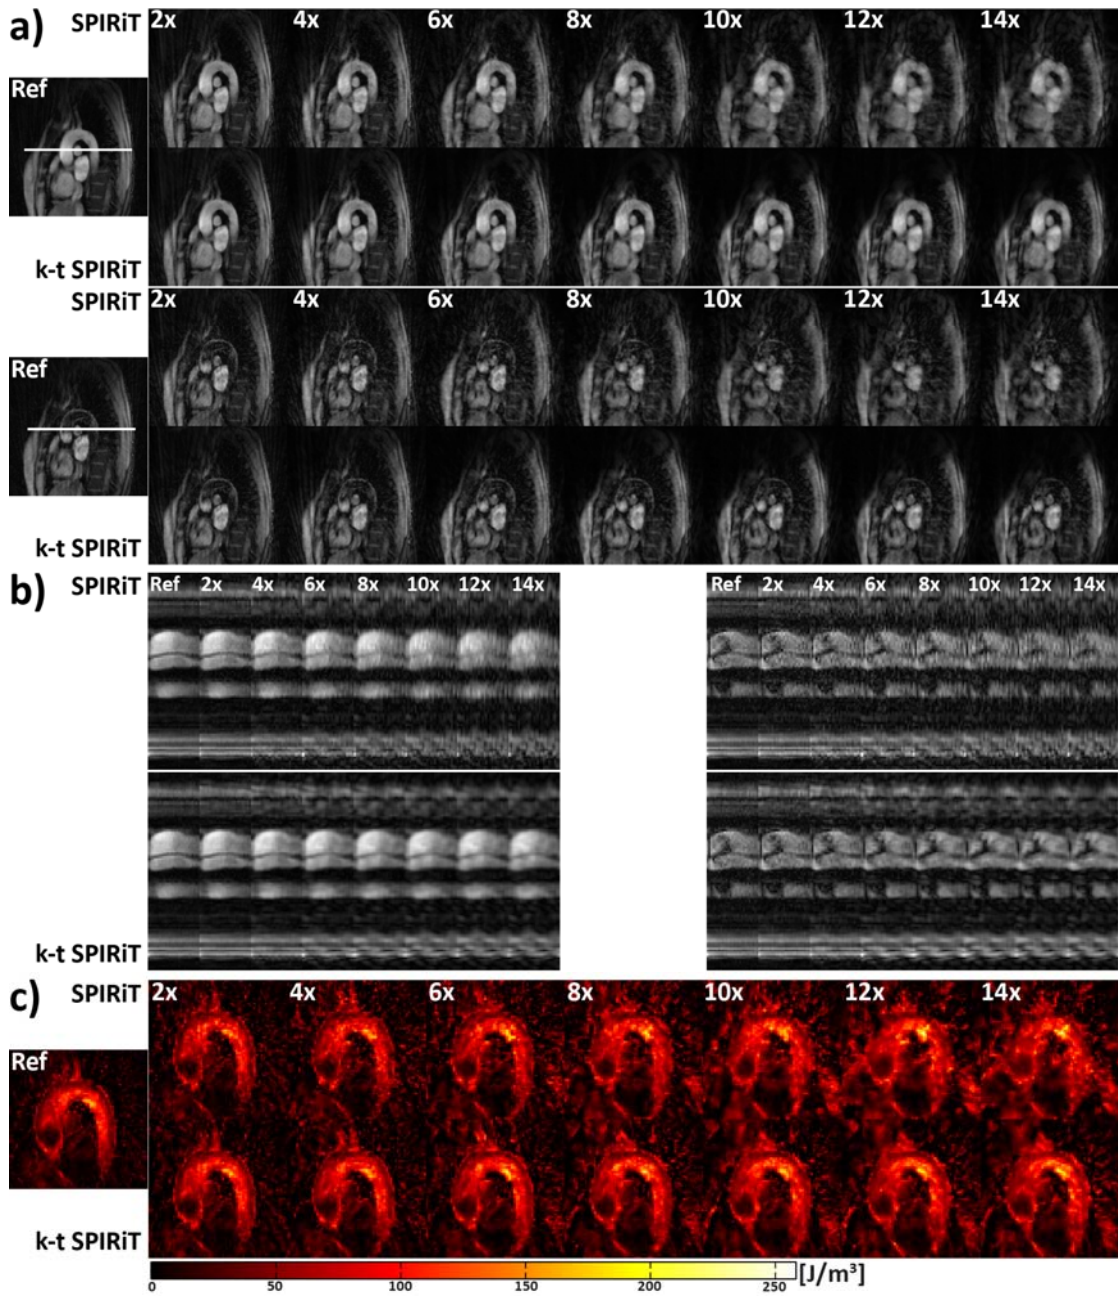 a) SPIRiT 2x 4x 6x 8x 10x 12x 14x
Ref
k-t SPIRiT
SPIRiT 2x 4x 6x 8x 10x 12x 14x
Ref
k-t SPIRiT
b) SPIRiT Ref 2x 4x 6x 8x 10x 12x 14x Ref 2x 4x 6x 8x 10x 12x 14x
k-t SPIRiT
c) SPIRiT 2x 4x 6x 8x 10x 12x 14x
Ref
k-t SPIRiT
[J/m³]
0 50 100 150 200 250